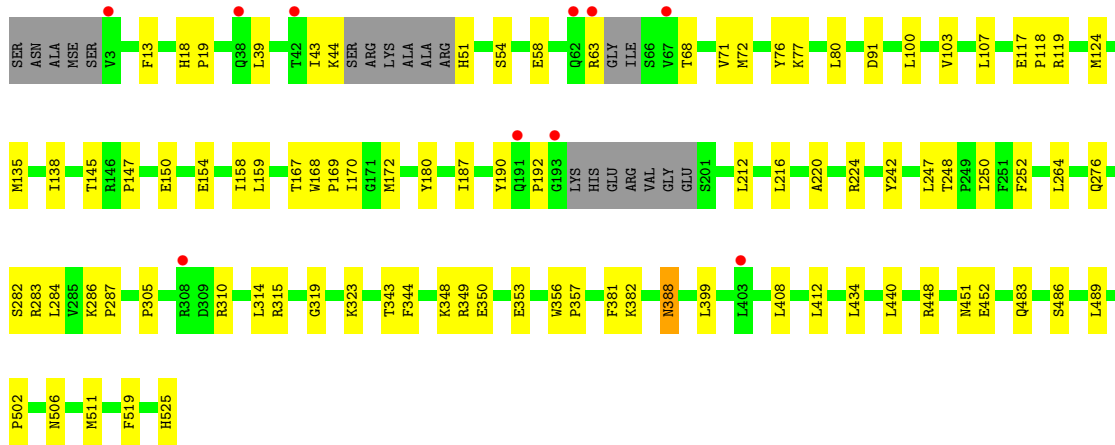 SER ASN ALA MSE SER V3 F13 H18 P19 Q38 L39 T42 I43 K44 SER ARG LYS ALA ALA ARG H51 S54 E58 Q62 R63 GLY ILE S66 V67 T68 V71 M72 Y76 K77 L80 D91 L100 V103 L107 E117 P118 R119 M124
M135 I138 T145 R146 P147 E150 E154 I158 L159 T167 W168 P169 I170 G171 M172 Y180 I187 Y190 Q191 P192 G193 LYS HIS GLU ARG VAL GLY GLU S201 L212 L216 A220 R224 Y242 L247 T248 P249 I250 F251 F252 L264 Q276
S282 R283 L284 V285 K286 P287 P305 R308 D309 R310 L314 R315 G319 K323 T343 F344 K348 R349 E350 E353 W356 P357 F381 K382 N388 L399 L403 L408 L412 L434 L440 R448 N451 E452 Q483 S486 L489
P502 N506 M511 F519 H525